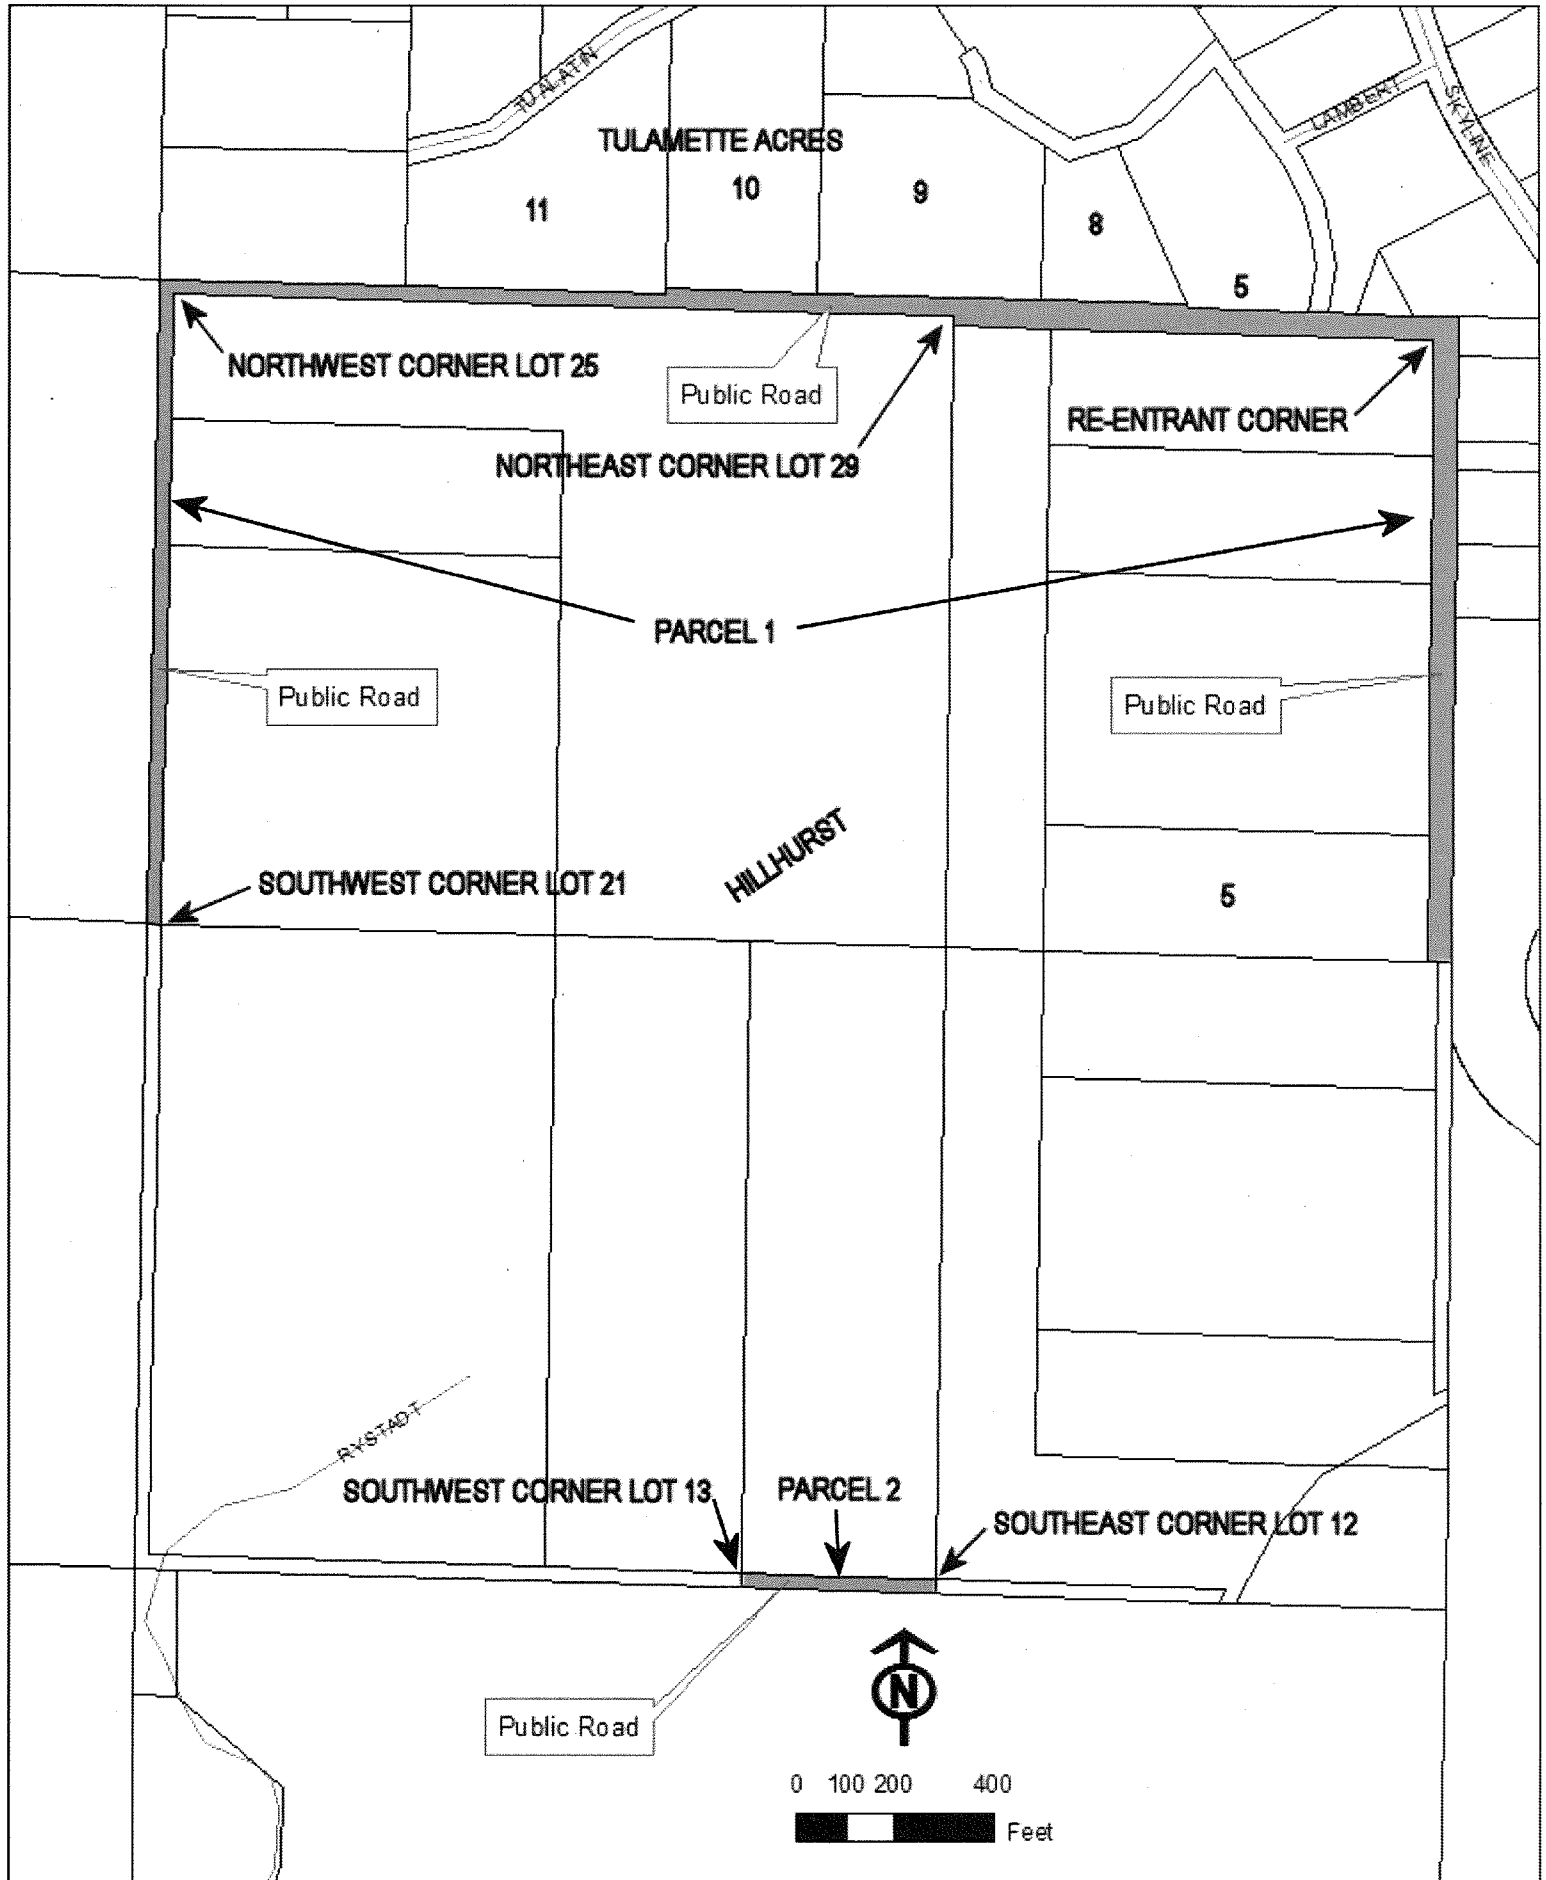 TUALATIN
LAMBERT
SKYLINE
TULAMETTE ACRES
11
10
9
8
5
NORTHWEST CORNER LOT 25
Public Road
RE-ENTRANT CORNER
NORTHEAST CORNER LOT 29
PARCEL 1
Public Road
Public Road
HILLHURST
SOUTHWEST CORNER LOT 21
5
RYSTADT
SOUTHWEST CORNER LOT 13
PARCEL 2
SOUTHEAST CORNER LOT 12
Public Road
N
0 100 200 400
Feet